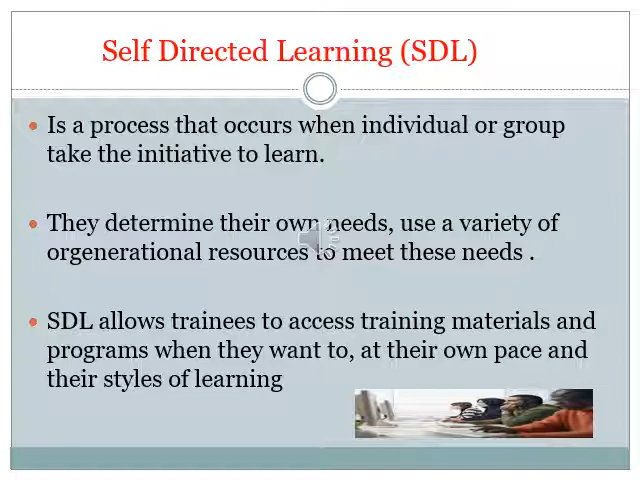 Self Directed Learning (SDL)
Is a process that occurs when individual or group
take the initiative to learn.
They determine their own needs, use a variety of
orgenerational resources to meet these needs .
SDL allows trainees to access training materials and
programs when they want to, at their own pace and
their styles of learning